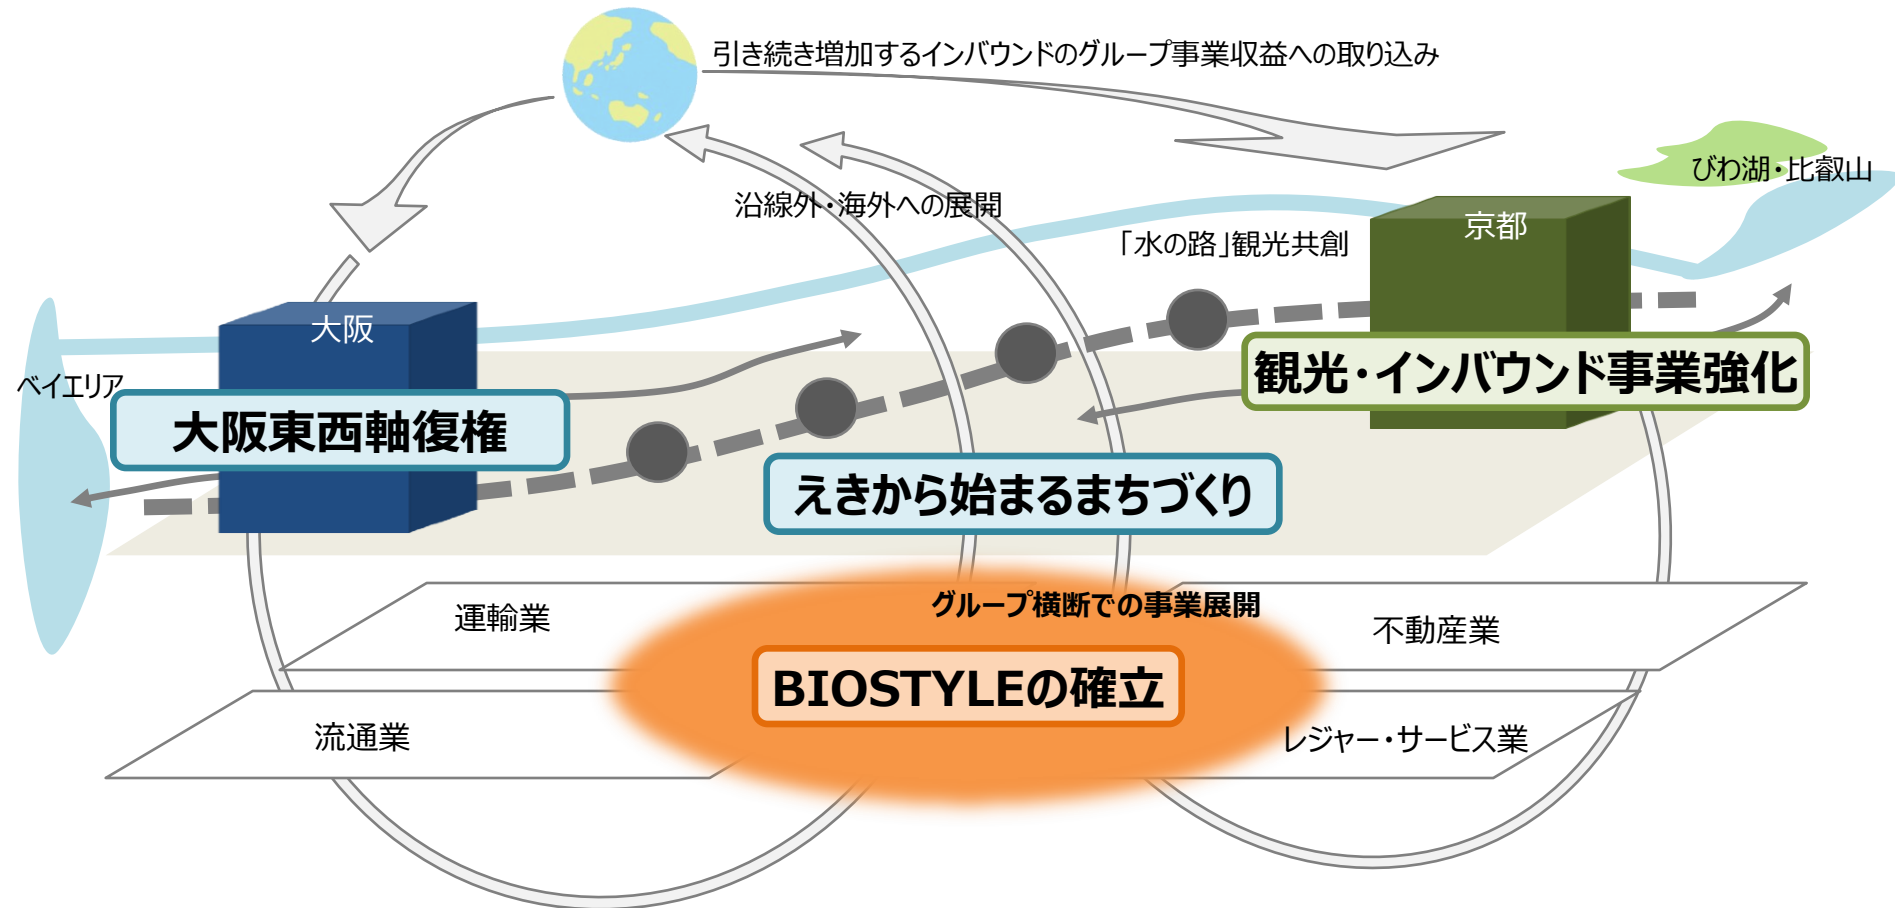 引き続き増加するインバウンドのグループ事業収益への取り込み
びわ湖・比叡山
沿線外・海外への展開
京都
「水の路」観光共創
大阪
ベイエリア
観光・インバウンド事業強化
大阪東西軸復権
えきから始まるまちづくり
グループ横断での事業展開
運輸業
不動産業
BIOSTYLEの確立
流通業
レジャー・サービス業